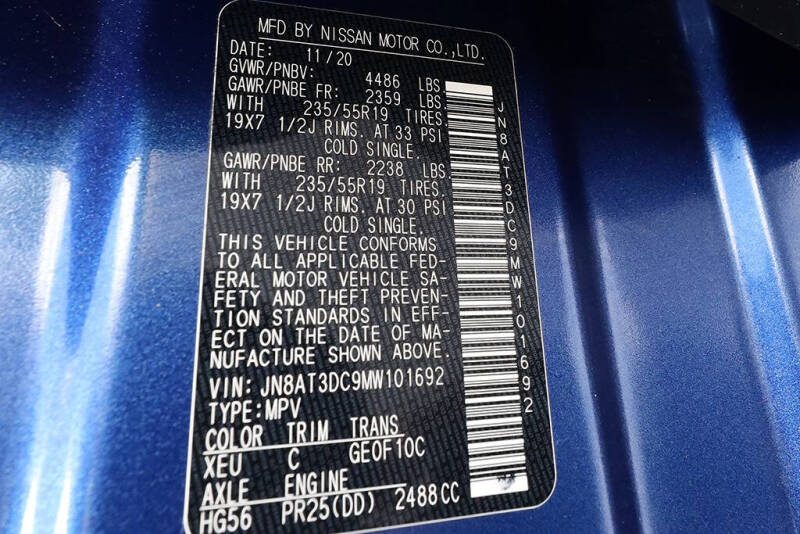 MFD BY NISSAN MOTOR CO.,LTD.
DATE: 11/20
GVWR/PNBV: 4486 LBS
GAWR/PNBE FR: 2359 LBS
WITH 235/55R19 TIRES.
19X7 1/2J RIMS. AT 33 PSI
COLD SINGLE.
GAWR/PNBE RR: 2238 LBS
WITH 235/55R19 TIRES.
19X7 1/2J RIMS. AT 30 PSI
COLD SINGLE.
THIS VEHICLE CONFORMS
TO ALL APPLICABLE FED-
ERAL MOTOR VEHICLE SA-
FETY AND THEFT PREVEN-
TION STANDARDS IN EFF-
ECT ON THE DATE OF MA-
NUFACTURE SHOWN ABOVE.
VIN: JN8AT3DC9MW101692
TYPE:MPV
COLOR TRIM TRANS
XEU C GE0F10C
AXLE ENGINE
HG56 PR25(DD) 2488CC
JN8AT3DC9MW101692